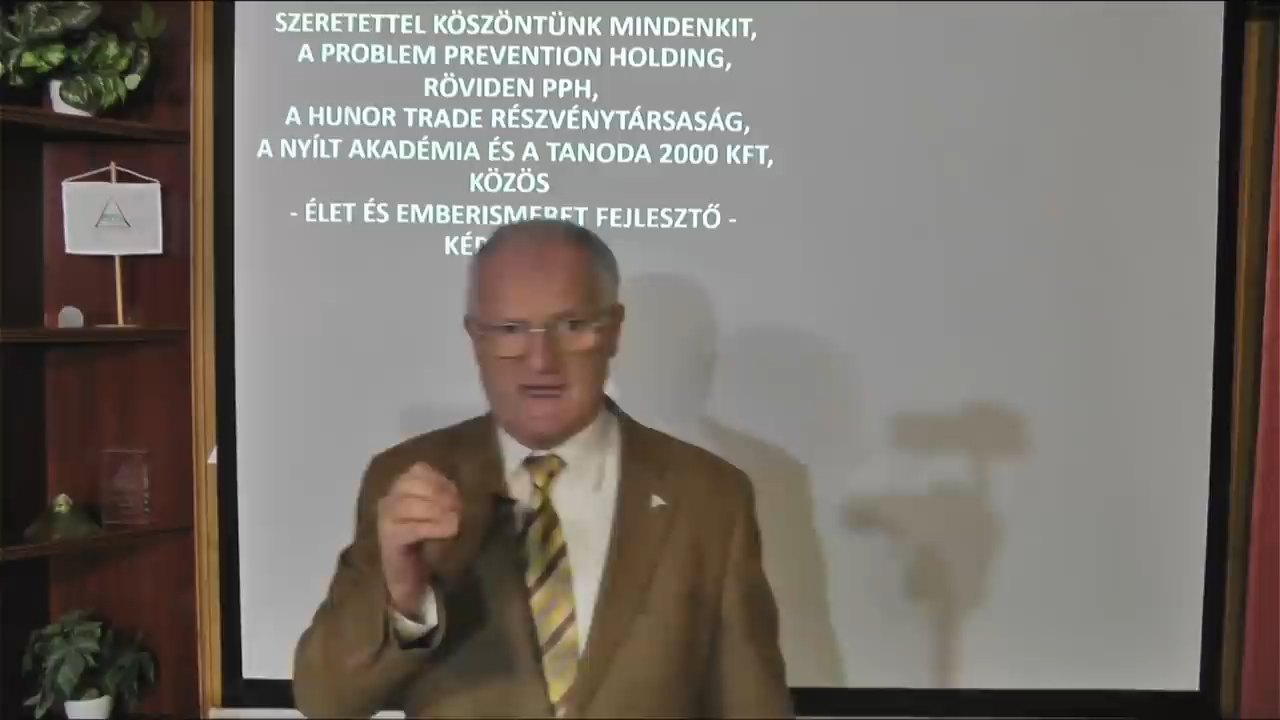 SZERETETTEL KÖSZÖNTÜNK MINDENKIT,
A PROBLEM PREVENTION HOLDING,
RÖVIDEN PPH,
A HUNOR TRADE RÉSZVÉNYTÁRSASÁG,
A NYÍLT AKADÉMIA ÉS A TANODA 2000 KFT,
KÖZÖS
- ÉLET ÉS EMBERISMERET FEJLESZTŐ -